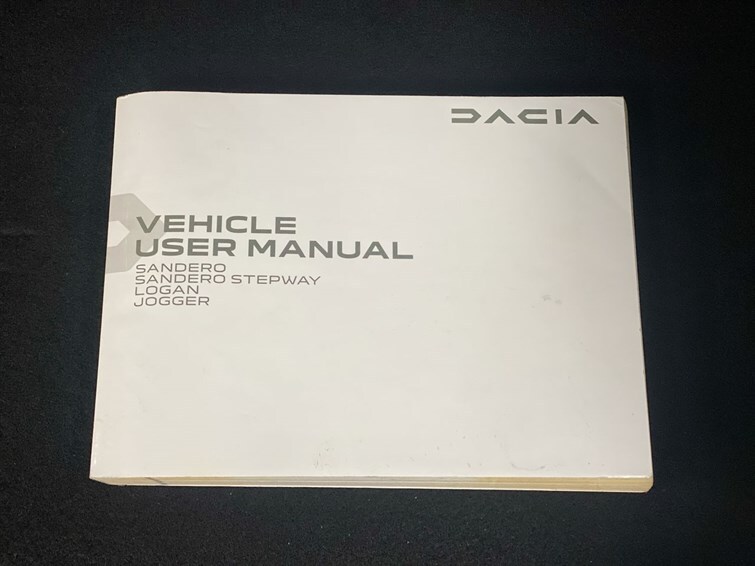 DACIA
VEHICLE
USER MANUAL
SANDERO
SANDERO STEPWAY
LOGAN
JOGGER